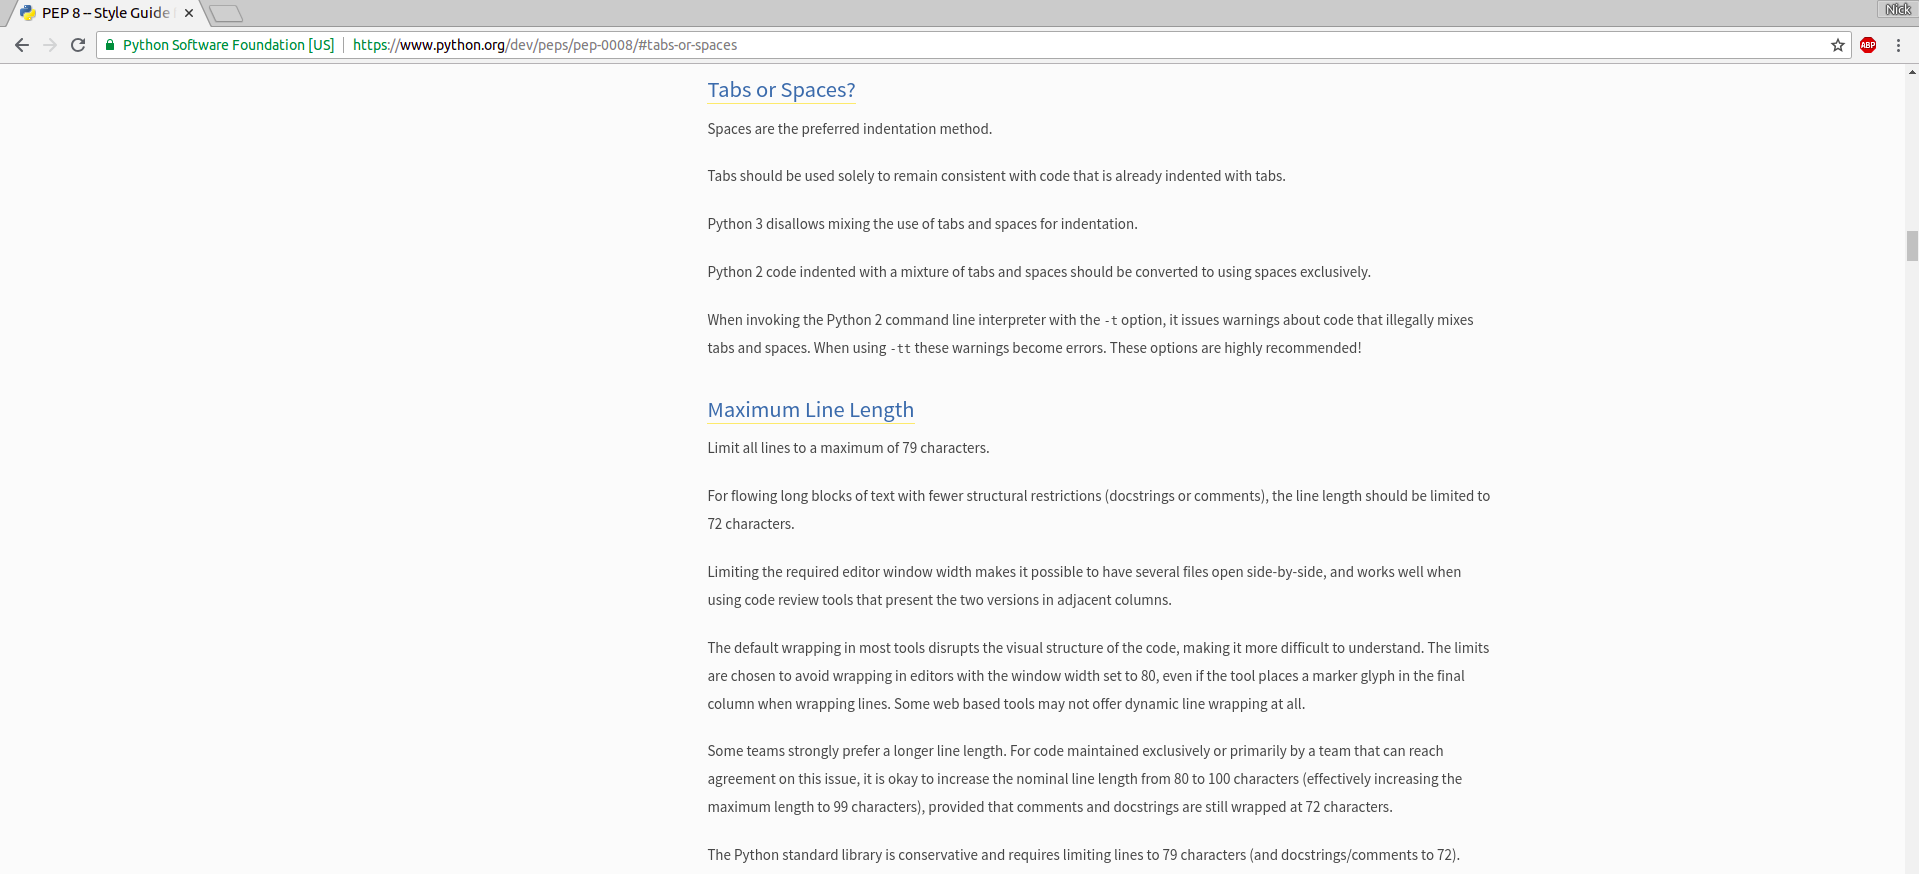 PEP 8 -- Style Guide
Nick
Python Software Foundation [US]
https://www.python.org/dev/peps/pep-0008/#tabs-or-spaces
ABP
Tabs or Spaces?
Spaces are the preferred indentation method.
Tabs should be used solely to remain consistent with code that is already indented with tabs.
Python 3 disallows mixing the use of tabs and spaces for indentation.
Python 2 code indented with a mixture of tabs and spaces should be converted to using spaces exclusively.
When invoking the Python 2 command line interpreter with the -t option, it issues warnings about code that illegally mixes
tabs and spaces. When using -tt these warnings become errors. These options are highly recommended!
Maximum Line Length
Limit all lines to a maximum of 79 characters.
For flowing long blocks of text with fewer structural restrictions (docstrings or comments), the line length should be limited to
72 characters.
Limiting the required editor window width makes it possible to have several files open side-by-side, and works well when
using code review tools that present the two versions in adjacent columns.
The default wrapping in most tools disrupts the visual structure of the code, making it more difficult to understand. The limits
are chosen to avoid wrapping in editors with the window width set to 80, even if the tool places a marker glyph in the final
column when wrapping lines. Some web based tools may not offer dynamic line wrapping at all.
Some teams strongly prefer a longer line length. For code maintained exclusively or primarily by a team that can reach
agreement on this issue, it is okay to increase the nominal line length from 80 to 100 characters (effectively increasing the
maximum length to 99 characters), provided that comments and docstrings are still wrapped at 72 characters.
The Python standard library is conservative and requires limiting lines to 79 characters (and docstrings/comments to 72).